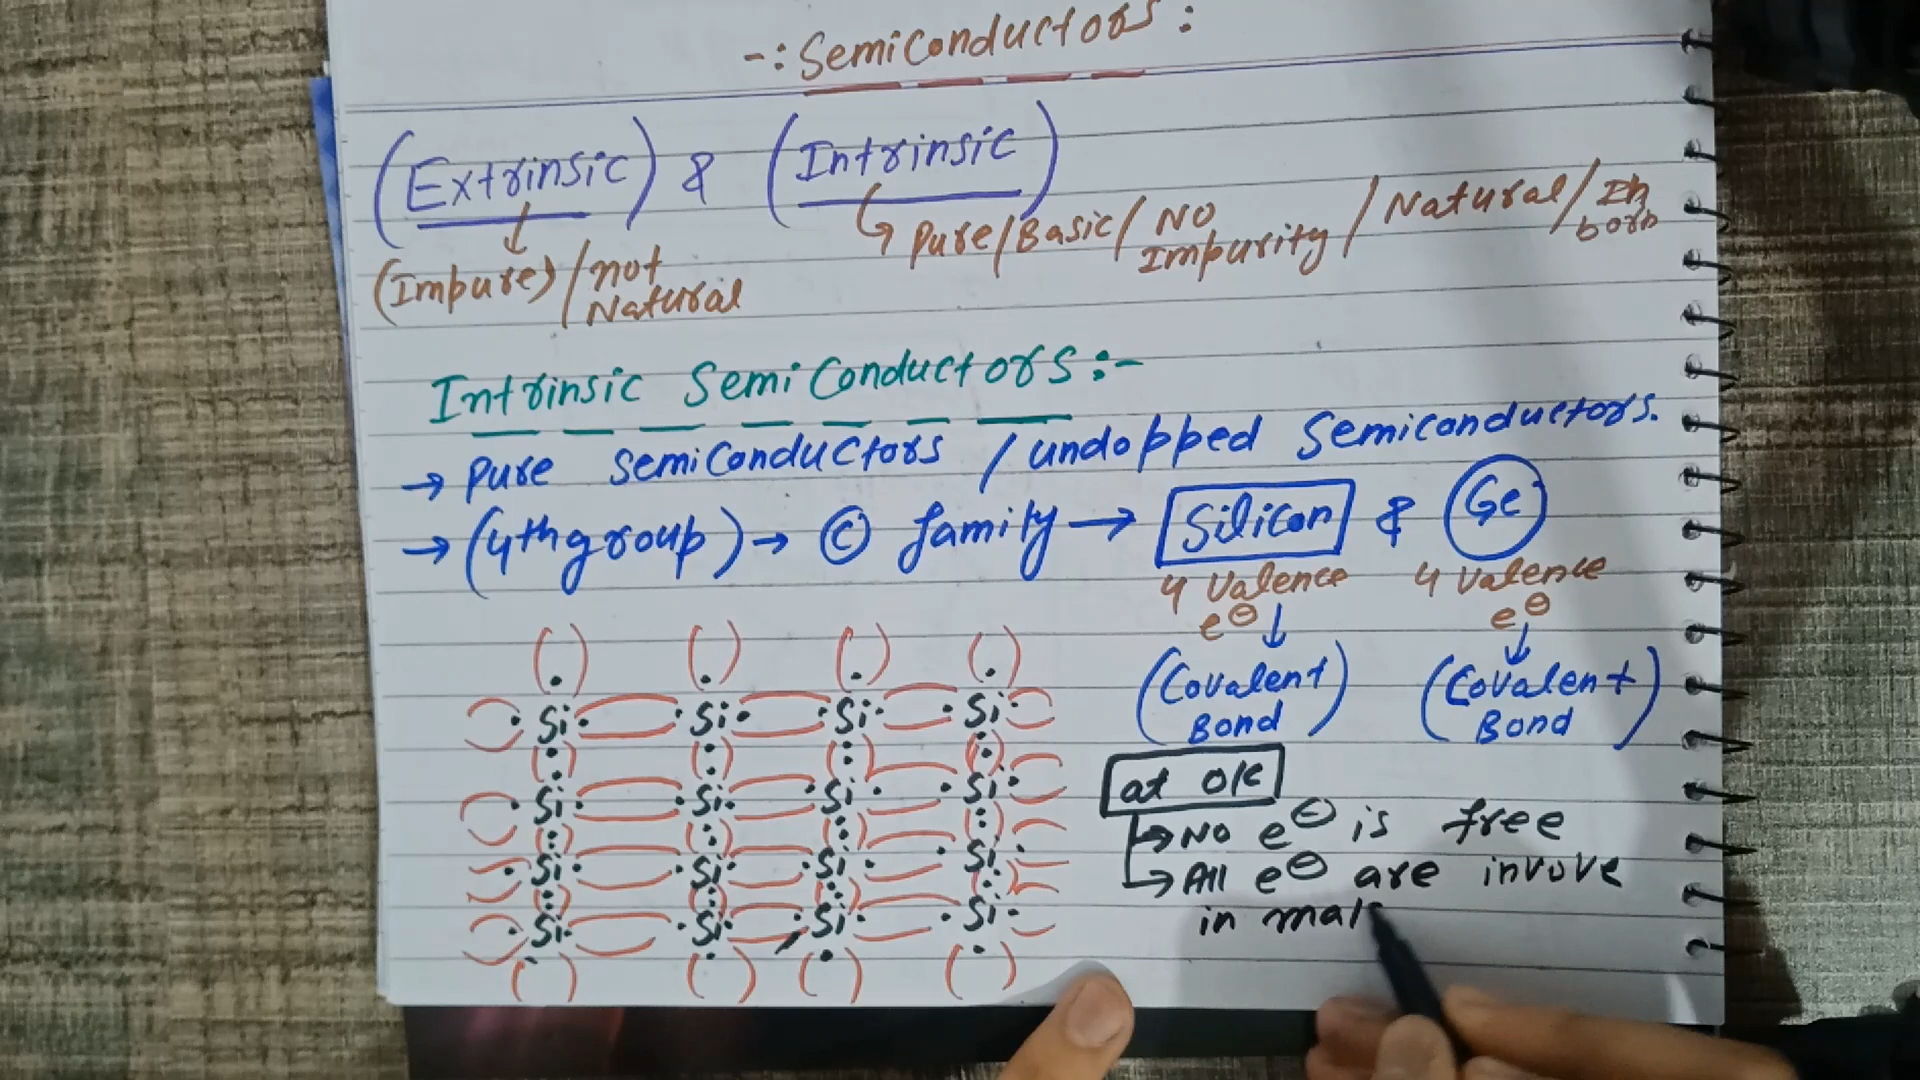 -: Semiconductors :
(Extrinsic) & (Intrinsic)
(Impure) / not Natural
Pure / Basic / NO Impurity / Natural / In born
Intrinsic Semiconductors :-
→ Pure semiconductors / undopped Semiconductors.
→ (4th group) → C family → Silicon & Ge
4 Valence e⊖ ↓ 4 Valence e⊖ ↓
(Covalent Bond) (Covalent Bond)
Si Si Si Si
Si Si Si Si
Si Si Si Si
Si Si Si Si
at 0K
→ No e⊖ is free
→ All e⊖ are invove
in mak